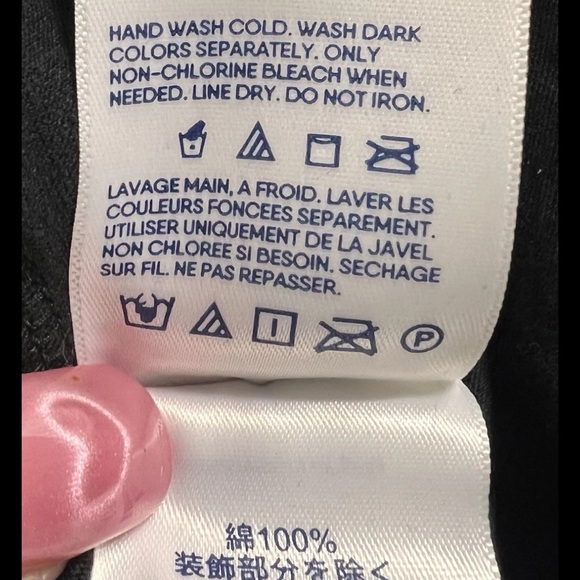 HAND WASH COLD. WASH DARK
COLORS SEPARATELY. ONLY
NON-CHLORINE BLEACH WHEN
NEEDED. LINE DRY. DO NOT IRON.
LAVAGE MAIN, A FROID. LAVER LES
COULEURS FONCEES SEPAREMENT.
UTILISER UNIQUEMENT DE LA JAVEL
NON CHLOREE SI BESOIN. SECHAGE
SUR FIL. NE PAS REPASSER.
P
綿100%
装飾部分を除く